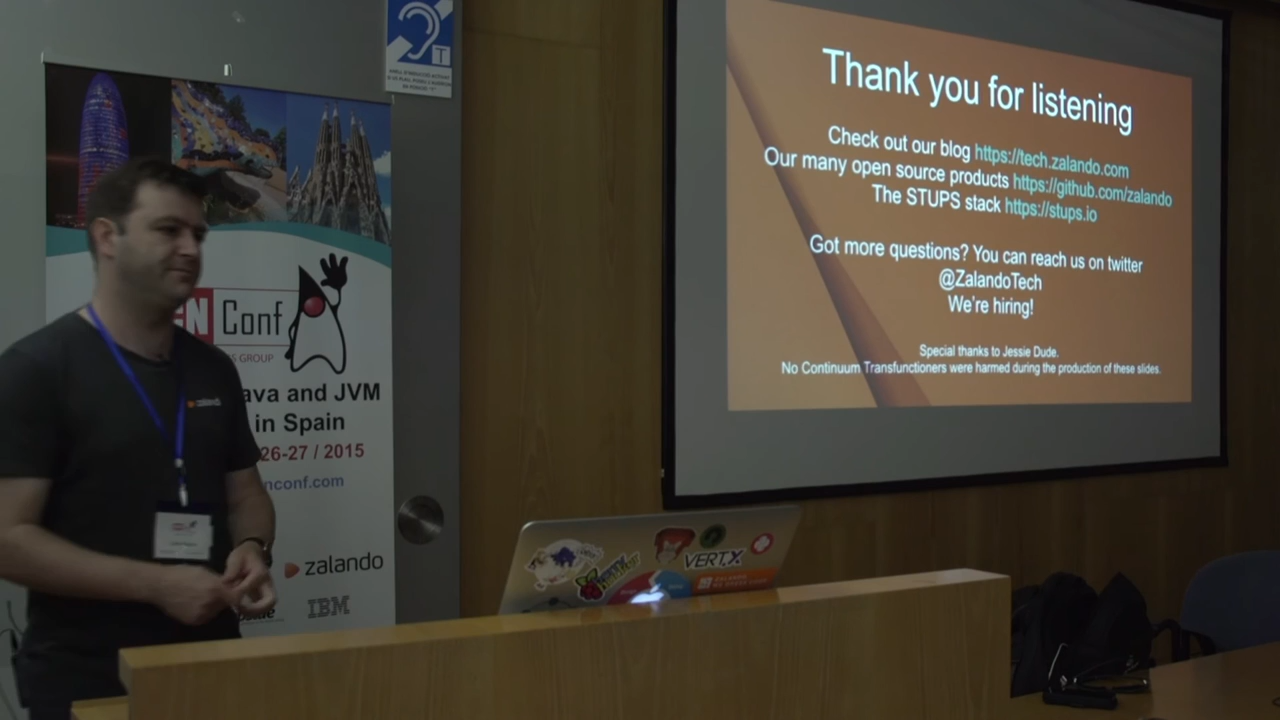 Thank you for listening
Check out our blog https://tech.zalando.com
Our many open source products https://github.com/zalando
The STUPS stack https://stups.io
Got more questions? You can reach us on twitter
@ZalandoTech
We're hiring!
Special thanks to Jessie Dude.
No Continuum Transfunctioners were harmed during the production of these slides.
T
N Conf
GROUP
ava and JVM
in Spain
26-27 / 2015
nconf.com
zalando
IBM
zalando
VERT.X